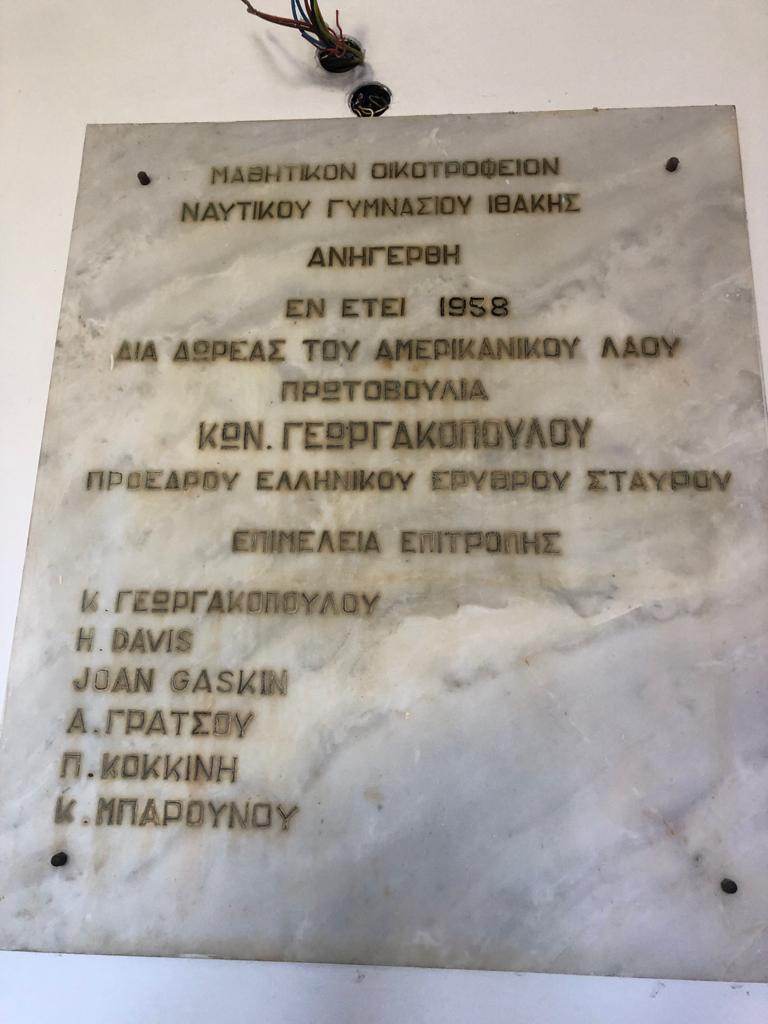 ΜΑΘΗΤΙΚΟΝ ΟΙΚΟΤΡΟΦΕΙΟΝ
ΝΑΥΤΙΚΟΥ ΓΥΜΝΑΣΙΟΥ ΙΘΑΚΗΣ
ΑΝΗΓΕΡΘΗ
ΕΝ ΕΤΕΙ 1958
ΔΙΑ ΔΩΡΕΑΣ ΤΟΥ ΑΜΕΡΙΚΑΝΙΚΟΥ ΛΑΟΥ
ΠΡΩΤΟΒΟΥΛΙΑ
ΚΩΝ. ΓΕΩΡΓΑΚΟΠΟΥΛΟΥ
ΠΡΟΕΔΡΟΥ ΕΛΛΗΝΙΚΟΥ ΕΡΥΘΡΟΥ ΣΤΑΥΡΟΥ
ΕΠΙΜΕΛΕΙΑ ΕΠΙΤΡΟΠΗΣ
Κ. ΓΕΩΡΓΑΚΟΠΟΥΛΟΥ
H. DAVIS
JOAN GASKIN
Α. ΓΡΑΤΣΟΥ
Π. ΚΟΚΚΙΝΗ
Κ. ΜΠΑΡΟΥΝΟΥ